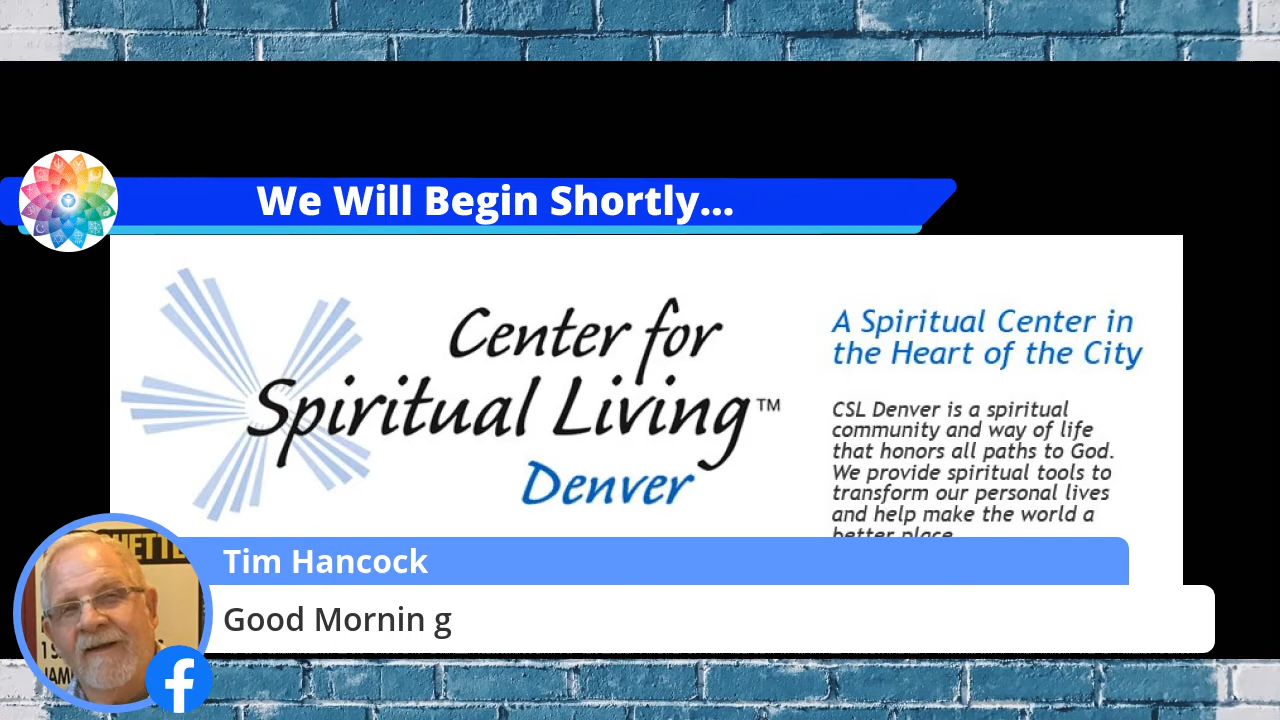 We Will Begin Shortly...
Center for
Spiritual Living™
Denver
A Spiritual Center in
the Heart of the City
CSL Denver is a spiritual
community and way of life
that honors all paths to God.
We provide spiritual tools to
transform our personal lives
and help make the world a
better place.
Tim Hancock
Good Mornin g